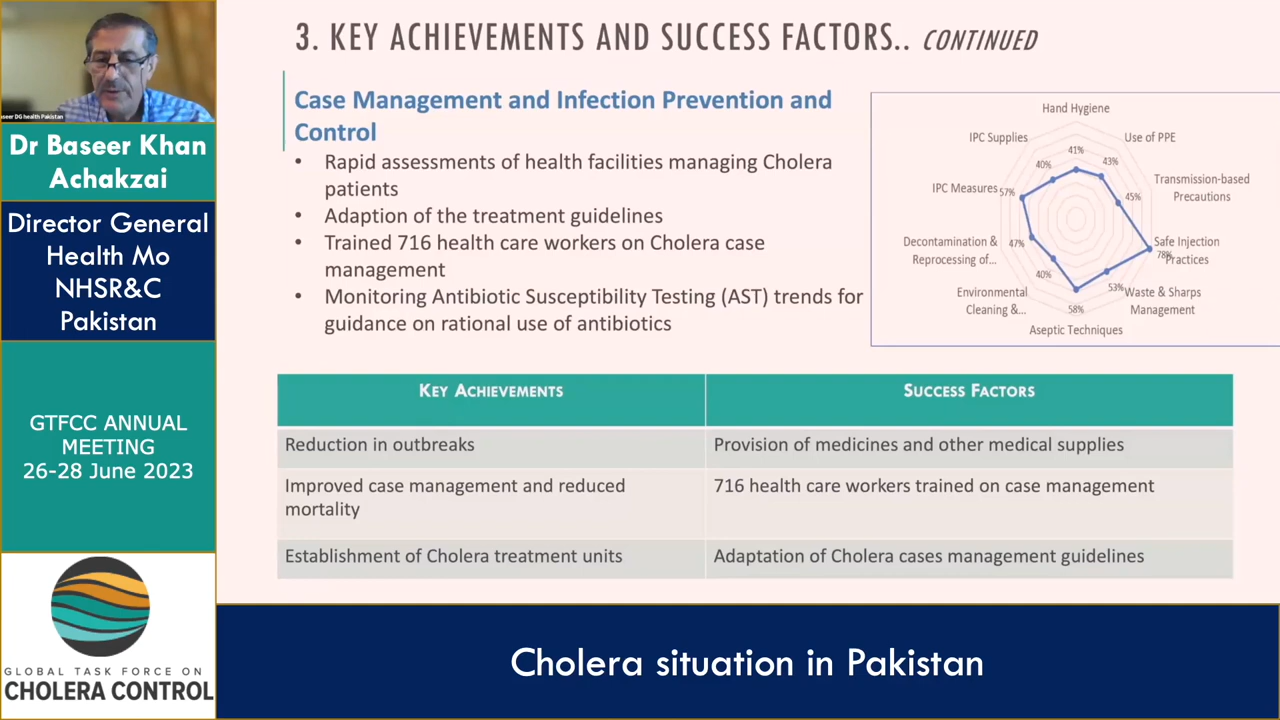 3. KEY ACHIEVEMENTS AND SUCCESS FACTORS.. CONTINUED
Case Management and Infection Prevention and
Control
• Rapid assessments of health facilities managing Cholera
patients
• Adaption of the treatment guidelines
• Trained 716 health care workers on Cholera case
management
• Monitoring Antibiotic Susceptibility Testing (AST) trends for
guidance on rational use of antibiotics
Hand Hygiene
41%
Use of PPE
43%
Transmission-based
Precautions
45%
Safe Injection
Practices
78%
Waste & Sharps
Management
53%
Aseptic Techniques
58%
Environmental
Cleaning &...
40%
Decontamination &
Reprocessing of...
47%
IPC Measures
57%
IPC Supplies
40%
KEY ACHIEVEMENTS
SUCCESS FACTORS
Reduction in outbreaks
Provision of medicines and other medical supplies
Improved case management and reduced
mortality
716 health care workers trained on case management
Establishment of Cholera treatment units
Adaptation of Cholera cases management guidelines
aseer DG health Pakistan
Dr Baseer Khan
Achakzai
Director General
Health Mo
NHSR&C
Pakistan
GTFCC ANNUAL
MEETING
26-28 June 2023
GLOBAL TASK FORCE ON
CHOLERA CONTROL
Cholera situation in Pakistan